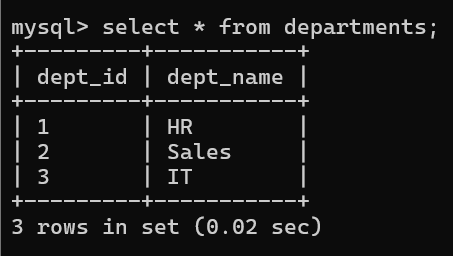 mysql> select * from departments;
+---------+-----------+
| dept_id | dept_name |
+---------+-----------+
| 1       | HR        |
| 2       | Sales     |
| 3       | IT        |
+---------+-----------+
3 rows in set (0.02 sec)